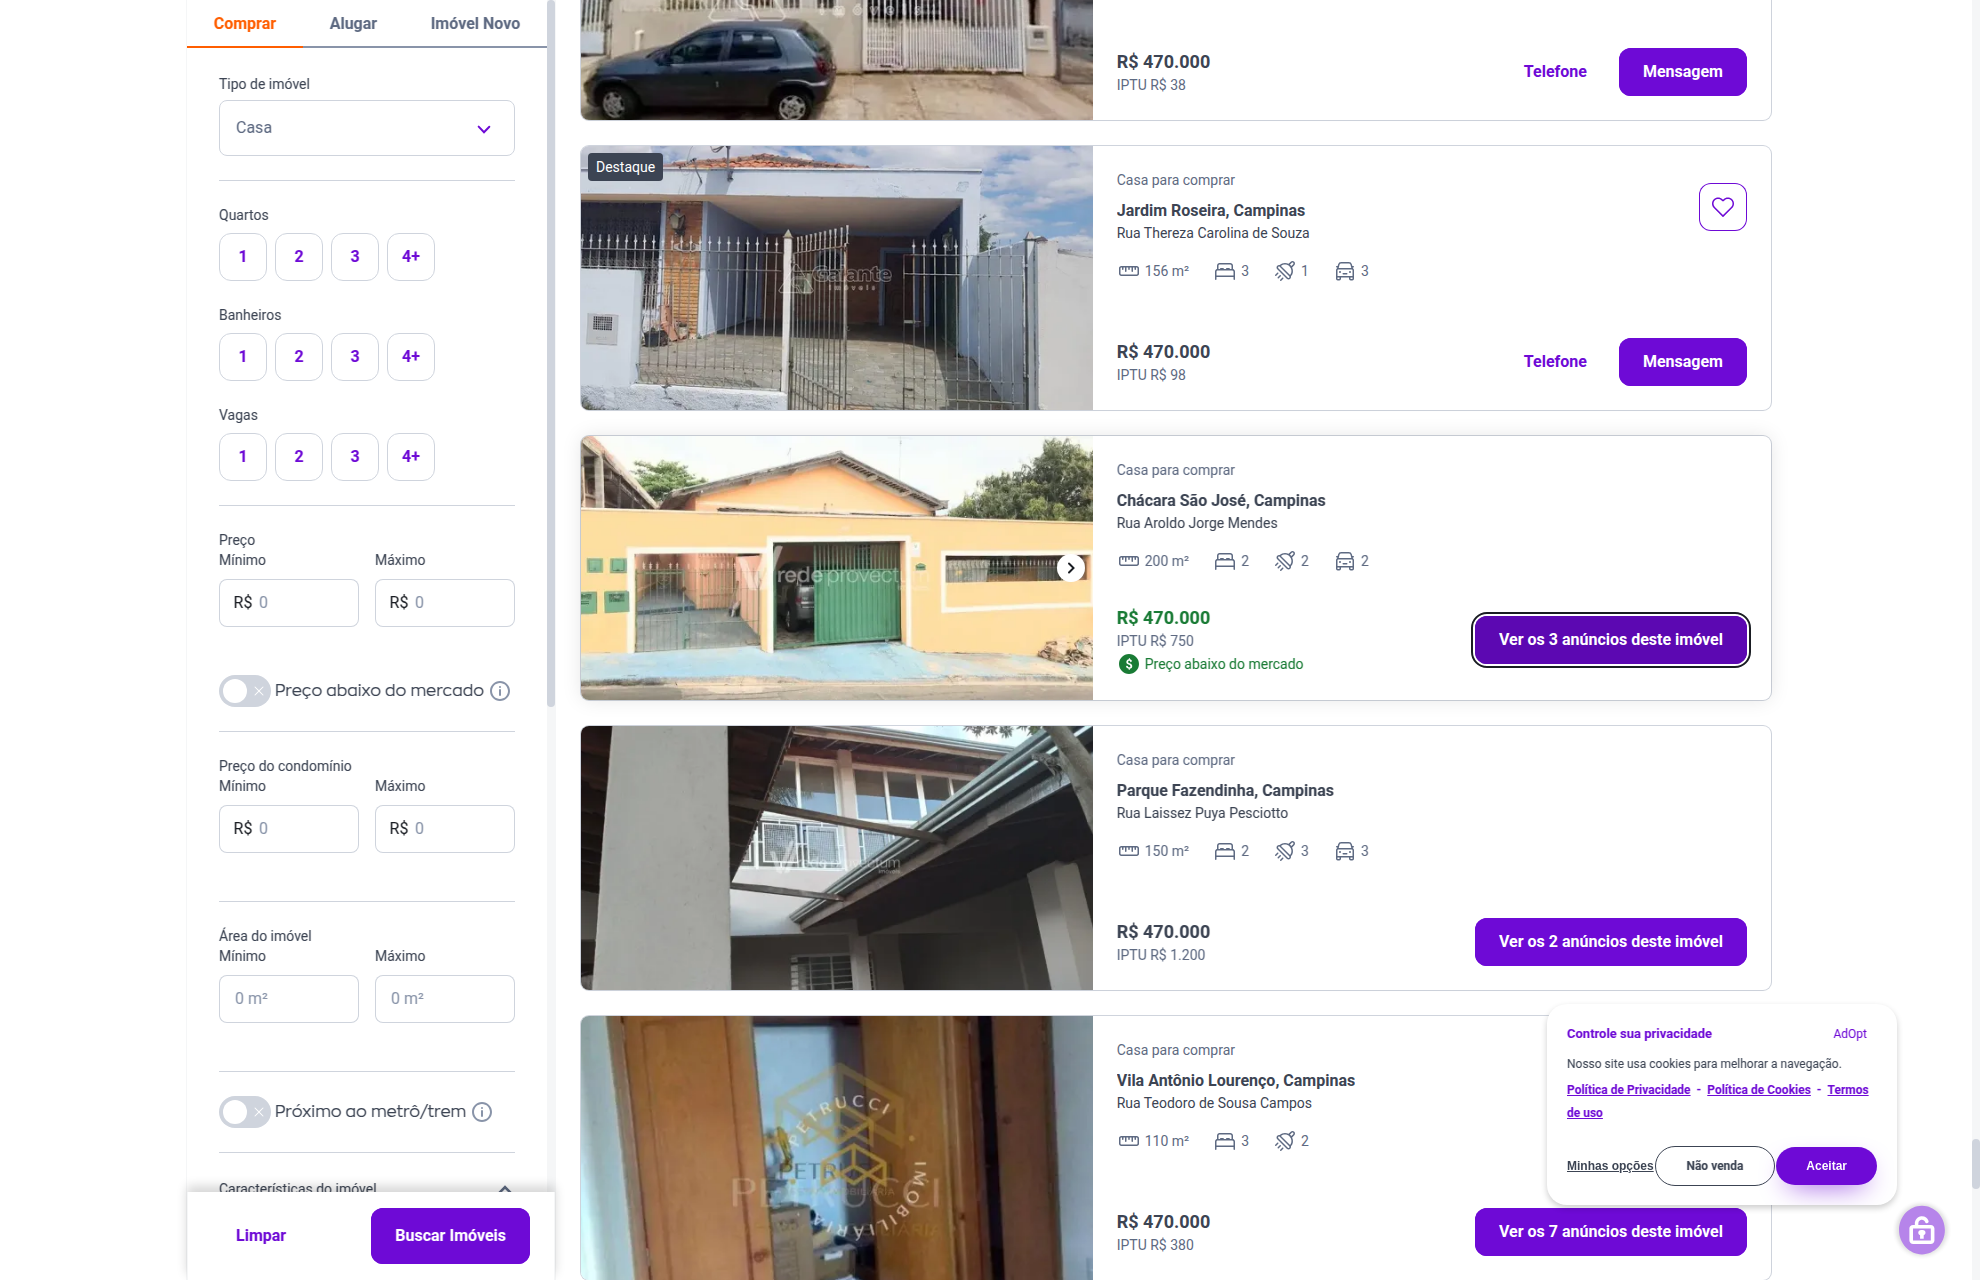 Comprar
Alugar
Imóvel Novo
Tipo de imóvel
Casa
Quartos
1
2
3
4+
Banheiros
1
2
3
4+
Vagas
1
2
3
4+
Preço
Mínimo
Máximo
R$ 0
R$ 0
Preço abaixo do mercado
Preço do condomínio
Mínimo
Máximo
R$ 0
R$ 0
Área do imóvel
Mínimo
Máximo
0 m²
0 m²
Próximo ao metrô/trem
Características do imóvel
Limpar
Buscar Imóveis
imóveis
R$ 470.000
IPTU R$ 38
Telefone
Mensagem
Destaque
Galante
imóveis
Casa para comprar
Jardim Roseira, Campinas
Rua Thereza Carolina de Souza
156 m²
3
1
3
R$ 470.000
IPTU R$ 98
Telefone
Mensagem
rede provectum
Casa para comprar
Chácara São José, Campinas
Rua Aroldo Jorge Mendes
200 m²
2
2
2
R$ 470.000
IPTU R$ 750
Preço abaixo do mercado
Ver os 3 anúncios deste imóvel
rede provectum
Casa para comprar
Parque Fazendinha, Campinas
Rua Laissez Puya Pesciotto
150 m²
2
3
3
R$ 470.000
IPTU R$ 1.200
Ver os 2 anúncios deste imóvel
PETRUCCI
IMOBILIÁRIA
PETRUCCI
Casa para comprar
Vila Antônio Lourenço, Campinas
Rua Teodoro de Sousa Campos
110 m²
3
2
R$ 470.000
IPTU R$ 380
Ver os 7 anúncios deste imóvel
Controle sua privacidade
AdOpt
Nosso site usa cookies para melhorar a navegação.
Política de Privacidade - Política de Cookies - Termos
de uso
Minhas opções
Não venda
Aceitar